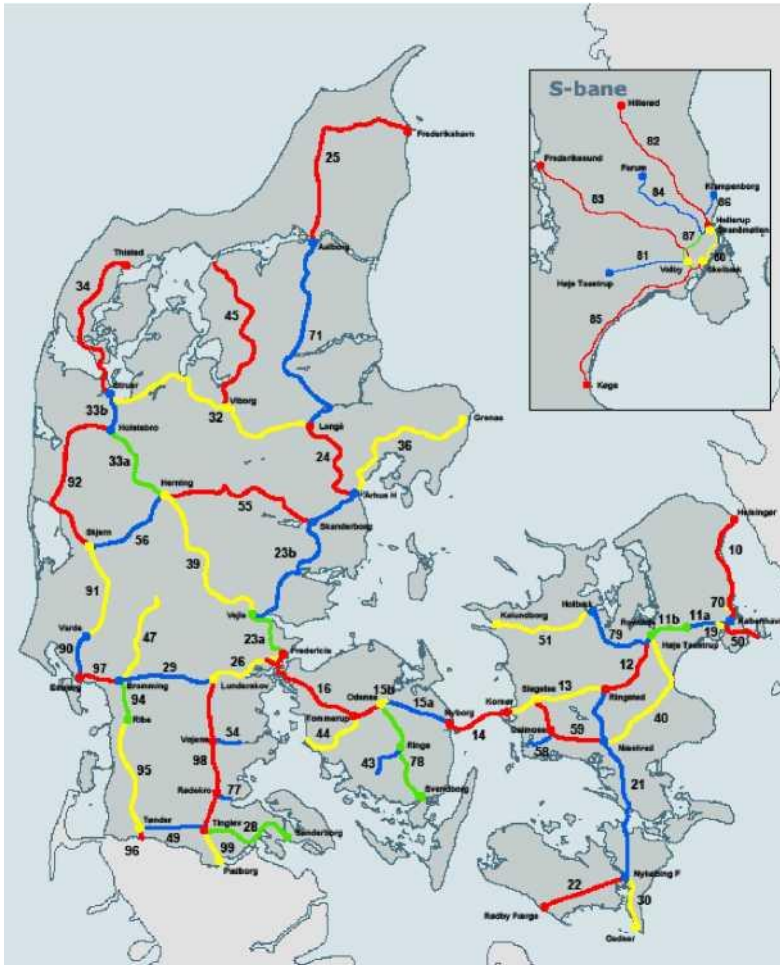 S-bane
Hillerød
25
Frederikshavn
82
Frederikssund
Farum
84
Klampenborg
86
83
Hellerup
Svanemøllen
87
Aalborg
81
80
Valby
Skelbæk
Høje Taastrup
Thisted
34
45
71
85
Køge
Struer
33b
Viborg
32
Grenaa
Holstebro
Langå
36
33a
24
92
Herning
55
Århus H
Skanderborg
Helsingør
Skjern
56
10
23b
39
91
Vejle
Kalundborg
Holbæk
70
47
51
11b
11a
København
Varde
23a
79
19
50
90
Høje Taastrup
Fredericia
97
29
26
12
Esbjerg
Bramming
Lunderskov
16
15b
15a
Slagelse
13
Ringsted
94
Odense
Korsør
40
Ribe
Tommerup
Nyborg
Dalmose
59
54
44
14
Næstved
Vojens
Ringe
58
98
43
78
95
21
77
Svendborg
Rødekro
Tønder
28
Tinglev
49
Sønderborg
96
99
Nykøbing F
Padborg
22
30
Rødby Færge
Gedser